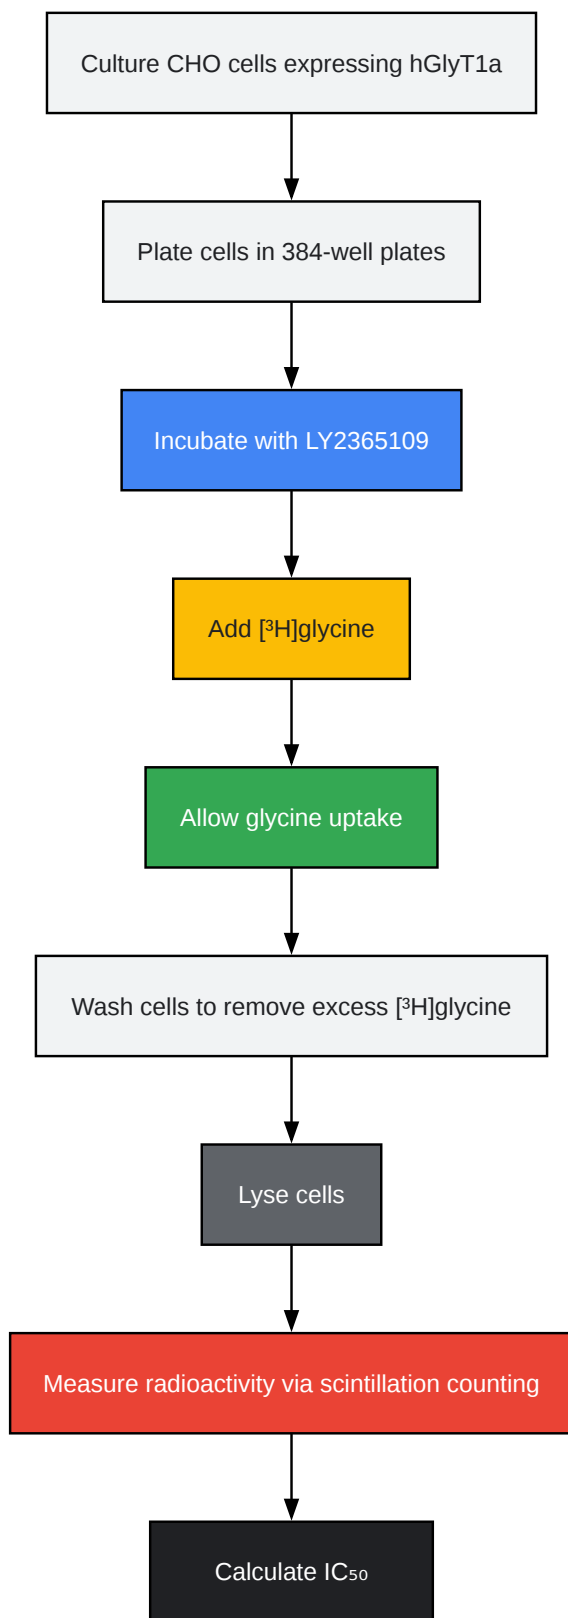 Culture CHO cells expressing hGlyT1a
Plate cells in 384-well plates
Incubate with LY2365109
Add [³H]glycine
Allow glycine uptake
Wash cells to remove excess [³H]glycine
Lyse cells
Measure radioactivity via scintillation counting
Calculate IC₅₀